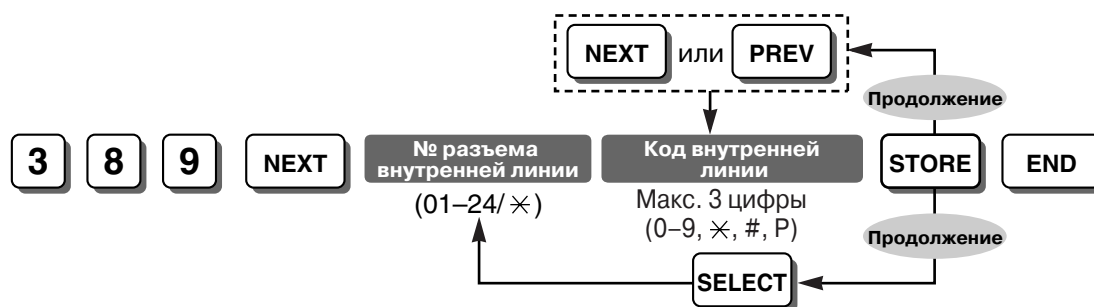 NEXT или PREV
Продолжение
3 8 9 NEXT
№ разъема
внутренней линии
(01–24/✳)
Код внутренней
линии
Макс. 3 цифры
(0–9, ✳, #, P)
STORE END
Продолжение
SELECT